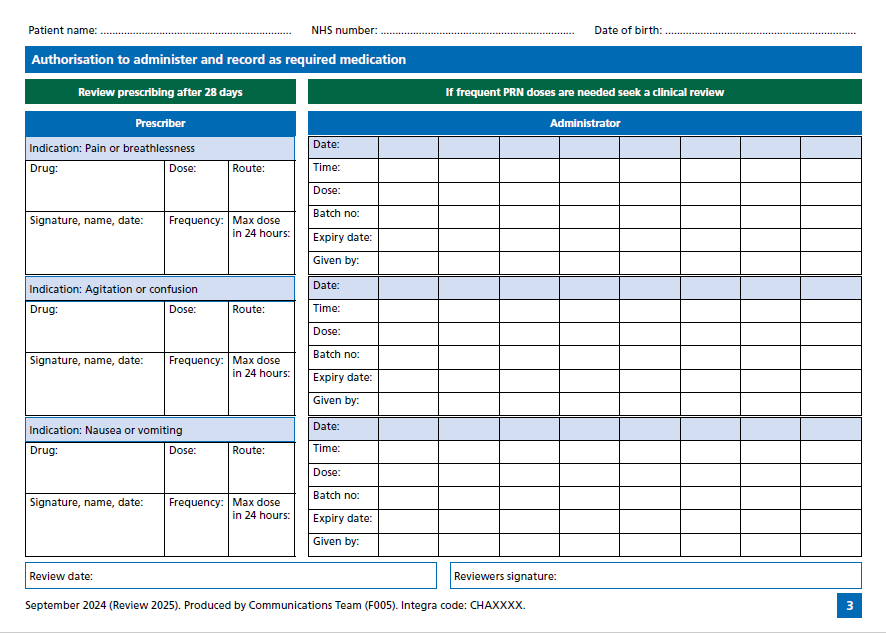 Patient name: ................................................................ NHS number: ................................................................ Date of birth: ................................................................
Authorisation to administer and record as required medication
Review prescribing after 28 days
If frequent PRN doses are needed seek a clinical review
Prescriber
Administrator
Indication: Pain or breathlessness
Drug: Dose: Route:
Signature, name, date: Frequency: Max dose
in 24 hours:
Date:
Time:
Dose:
Batch no:
Expiry date:
Given by:
Indication: Agitation or confusion
Drug: Dose: Route:
Signature, name, date: Frequency: Max dose
in 24 hours:
Date:
Time:
Dose:
Batch no:
Expiry date:
Given by:
Indication: Nausea or vomiting
Drug: Dose: Route:
Signature, name, date: Frequency: Max dose
in 24 hours:
Date:
Time:
Dose:
Batch no:
Expiry date:
Given by:
Review date:
Reviewers signature:
September 2024 (Review 2025). Produced by Communications Team (F005). Integra code: CHAXXXX.
3